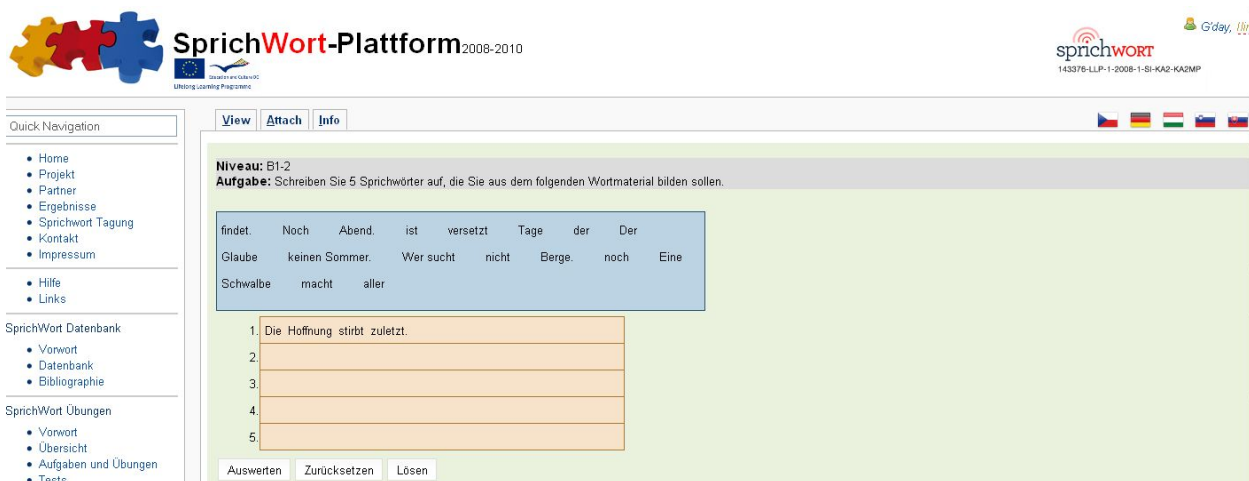 SprichWort-Plattform2008-2010
Lifelong Learning Programme
G'day,
sprichWORT
143376-LLP-1-2008-1-SI-KA2-KA2MP
Quick Navigation
View Attach Info
Home
Projekt
Partner
Ergebnisse
Sprichwort Tagung
Kontakt
Impressum
Hilfe
Links
SprichWort Datenbank
Vorwort
Datenbank
Bibliographie
SprichWort Übungen
Vorwort
Übersicht
Aufgaben und Übungen
Tests
Niveau: B1-2
Aufgabe: Schreiben Sie 5 Sprichwörter auf, die Sie aus dem folgenden Wortmaterial bilden sollen.
findet. Noch Abend. ist versetzt Tage der Der
Glaube keinen Sommer. Wer sucht nicht Berge. noch Eine
Schwalbe macht aller
1. Die Hoffnung stirbt zuletzt.
2.
3.
4.
5.
Auswerten Zurücksetzen Lösen